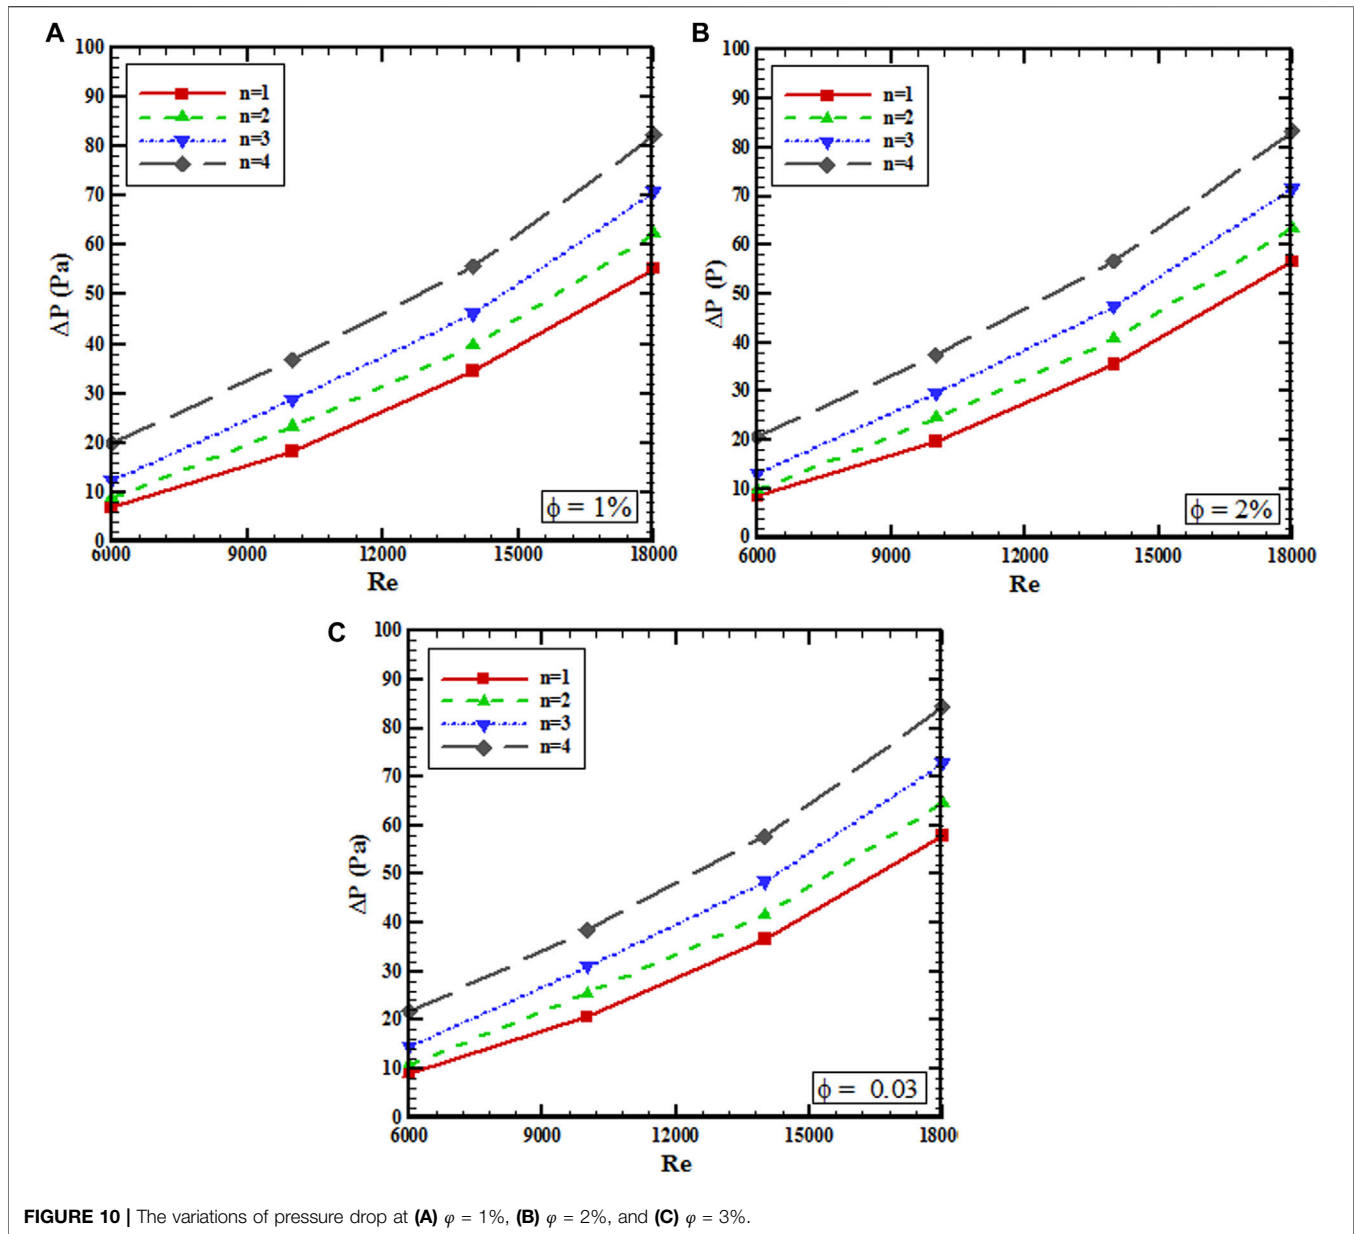 A
100
90
80
70
60
50
40
30
20
10
0
ΔP (Pa)
n=1
n=2
n=3
n=4
ϕ = 1%
6000 9000 12000 15000 18000
Re
B
100
90
80
70
60
50
40
30
20
10
0
ΔP (P)
n=1
n=2
n=3
n=4
ϕ = 2%
6000 9000 12000 15000 18000
Re
C
100
90
80
70
60
50
40
30
20
10
0
ΔP (Pa)
n=1
n=2
n=3
n=4
ϕ = 0.03
6000 9000 12000 15000 1800
Re
FIGURE 10 | The variations of pressure drop at (A) φ = 1%, (B) φ = 2%, and (C) φ = 3%.